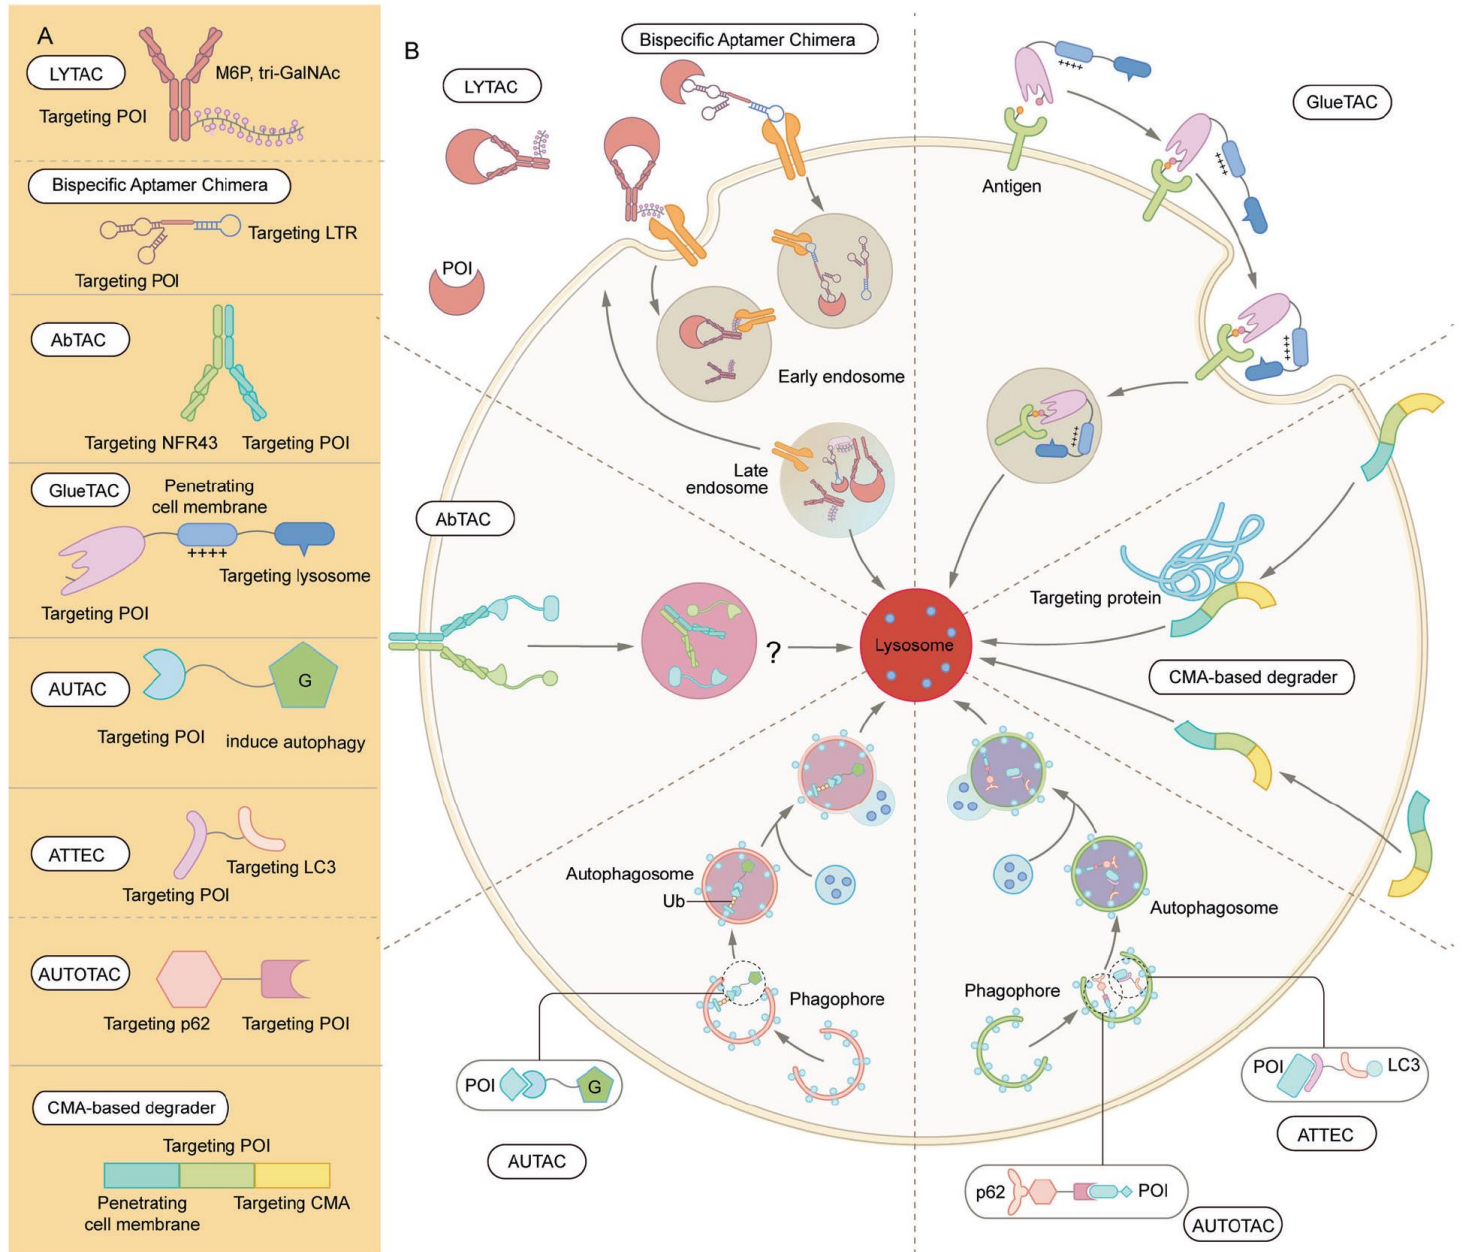 A
LYTAC
M6P, tri-GalNAc
Targeting POI
Bispecific Aptamer Chimera
Targeting LTR
Targeting POI
AbTAC
Targeting NFR43
Targeting POI
GlueTAC
Penetrating
cell membrane
++++
Targeting lysosome
Targeting POI
AUTAC
G
Targeting POI
induce autophagy
ATTEC
Targeting LC3
Targeting POI
AUTOTAC
Targeting p62
Targeting POI
CMA-based degrader
Targeting POI
Penetrating
cell membrane
Targeting CMA
B
Bispecific Aptamer Chimera
LYTAC
POI
Early endosome
Late
endosome
GlueTAC
++++
Antigen
++++
++++
++++
AbTAC
?
Lysosome
Targeting protein
CMA-based degrader
Autophagosome
Ub
Phagophore
POI
G
AUTAC
Autophagosome
Phagophore
POI
LC3
ATTEC
p62
POI
AUTOTAC